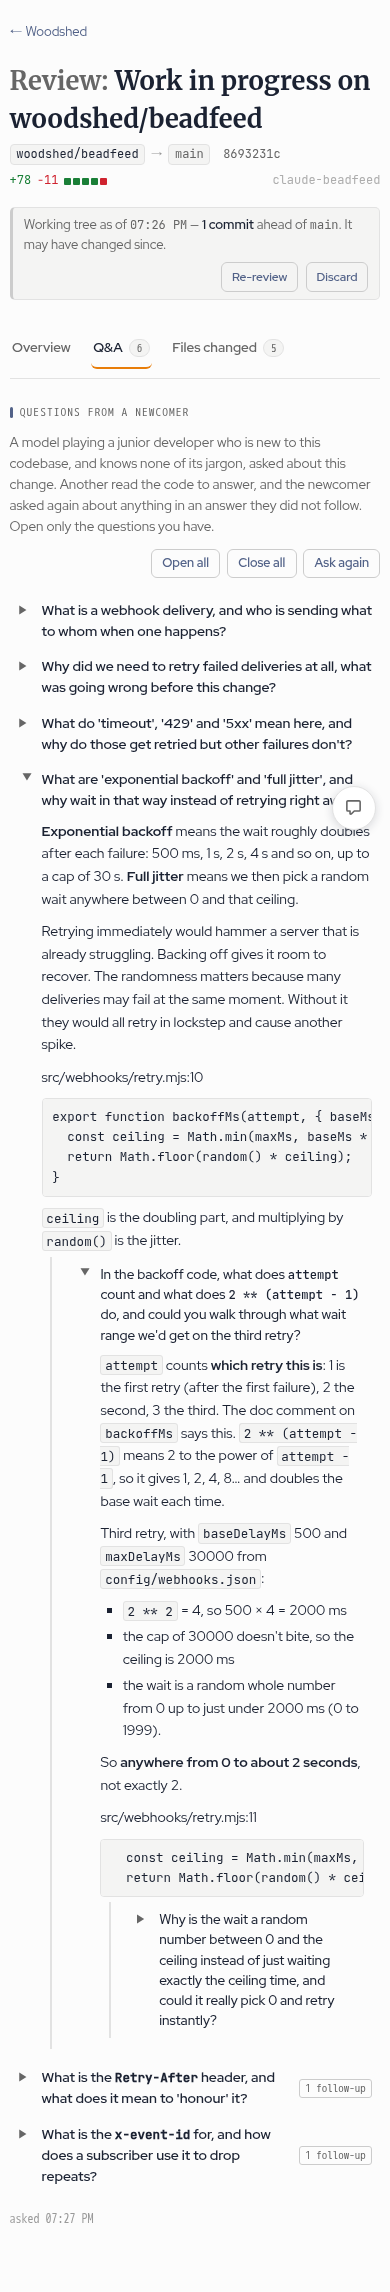 ← Woodshed
Review: Work in progress on
woodshed/beadfeed
woodshed/beadfeed → main 8693231c
+78 -11 claude-beadfeed
Working tree as of 07:26 PM — 1 commit ahead of main. It
may have changed since.
Re-review Discard
Overview Q&A 6 Files changed 5
QUESTIONS FROM A NEWCOMER
A model playing a junior developer who is new to this
codebase, and knows none of its jargon, asked about this
change. Another read the code to answer, and the newcomer
asked again about anything in an answer they did not follow.
Open only the questions you have.
Open all Close all Ask again
What is a webhook delivery, and who is sending what
to whom when one happens?
Why did we need to retry failed deliveries at all, what
was going wrong before this change?
What do 'timeout', '429' and '5xx' mean here, and
why do those get retried but other failures don't?
What are 'exponential backoff' and 'full jitter', and
why wait in that way instead of retrying right
Exponential backoff means the wait roughly doubles
after each failure: 500 ms, 1 s, 2 s, 4 s and so on, up to
a cap of 30 s. Full jitter means we then pick a random
wait anywhere between 0 and that ceiling.
Retrying immediately would hammer a server that is
already struggling. Backing off gives it room to
recover. The randomness matters because many
deliveries may fail at the same moment. Without it
they would all retry in lockstep and cause another
spike.
src/webhooks/retry.mjs:10
export function backoffMs(attempt, { baseMs
const ceiling = Math.min(maxMs, baseMs *
return Math.floor(random() * ceiling);
}
ceiling is the doubling part, and multiplying by
random() is the jitter.
In the backoff code, what does attempt
count and what does 2 ** (attempt - 1)
do, and could you walk through what wait
range we'd get on the third retry?
attempt counts which retry this is: 1 is
the first retry (after the first failure), 2 the
second, 3 the third. The doc comment on
backoffMs says this. 2 ** (attempt -
1) means 2 to the power of attempt -
1, so it gives 1, 2, 4, 8… and doubles the
base wait each time.
Third retry, with baseDelayMs 500 and
maxDelayMs 30000 from
config/webhooks.json:
2 ** 2 = 4, so 500 × 4 = 2000 ms
the cap of 30000 doesn't bite, so the
ceiling is 2000 ms
the wait is a random whole number
from 0 up to just under 2000 ms (0 to
1999).
So anywhere from 0 to about 2 seconds,
not exactly 2.
src/webhooks/retry.mjs:11
const ceiling = Math.min(maxMs,
return Math.floor(random() * cei
Why is the wait a random
number between 0 and the
ceiling instead of just waiting
exactly the ceiling time, and
could it really pick 0 and retry
instantly?
What is the Retry-After header, and
what does it mean to 'honour' it?
1 follow-up
What is the x-event-id for, and how
does a subscriber use it to drop
repeats?
1 follow-up
asked 07:27 PM